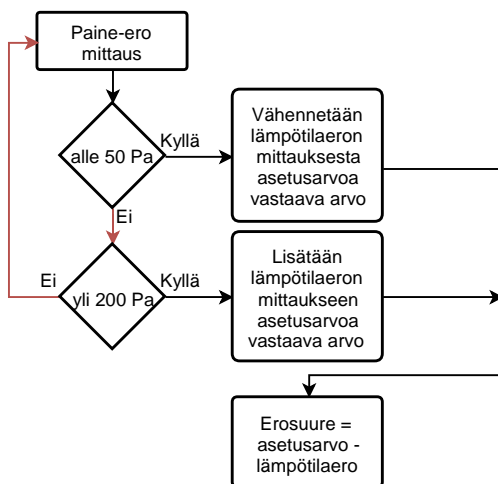 Paine-ero
mittaus
alle 50 Pa
Kyllä
Vähennetään
lämpötilaeron
mittauksesta
asetusarvoa
vastaava arvo
Ei
Ei
yli 200 Pa
Kyllä
Lisätään
lämpötilaeron
mittaukseen
asetusarvoa
vastaava arvo
Erosuure =
asetusarvo -
lämpötilaero